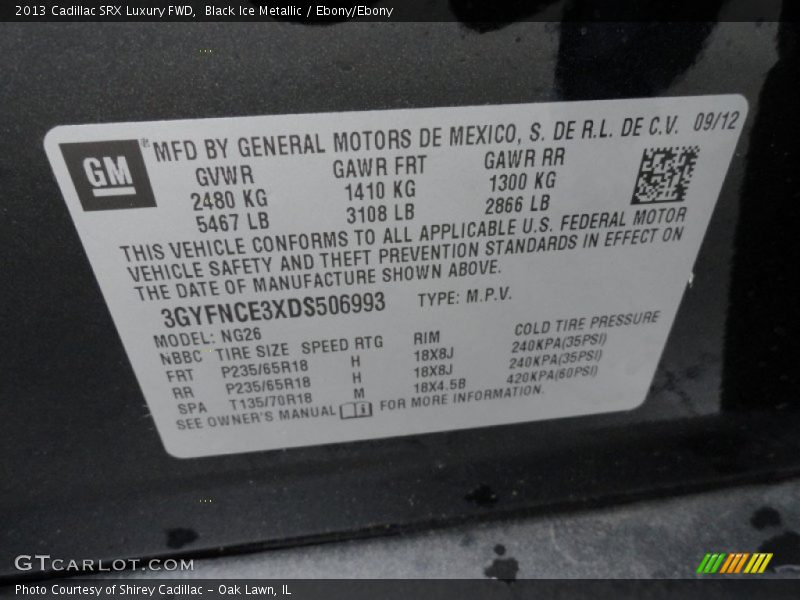 2013 Cadillac SRX Luxury FWD,  Black Ice Metallic / Ebony/Ebony
GM ® MFD BY GENERAL MOTORS DE MEXICO, S. DE R.L. DE C.V. 09/12
GVWR GAWR FRT GAWR RR
2480 KG 1410 KG 1300 KG
5467 LB 3108 LB 2866 LB
THIS VEHICLE CONFORMS TO ALL APPLICABLE U.S. FEDERAL MOTOR
VEHICLE SAFETY AND THEFT PREVENTION STANDARDS IN EFFECT ON
THE DATE OF MANUFACTURE SHOWN ABOVE.
3GYFNCE3XDS506993 TYPE: M.P.V.
MODEL: NG26
NBBC TIRE SIZE SPEED RTG RIM COLD TIRE PRESSURE
FRT P235/65R18 H 18X8J 240KPA(35PSI)
RR P235/65R18 H 18X8J 240KPA(35PSI)
SPA T135/70R18 M 18X4.5B 420KPA(60PSI)
SEE OWNER'S MANUAL FOR MORE INFORMATION.
GTCARLOT.COM
Photo Courtesy of Shirey Cadillac - Oak Lawn, IL